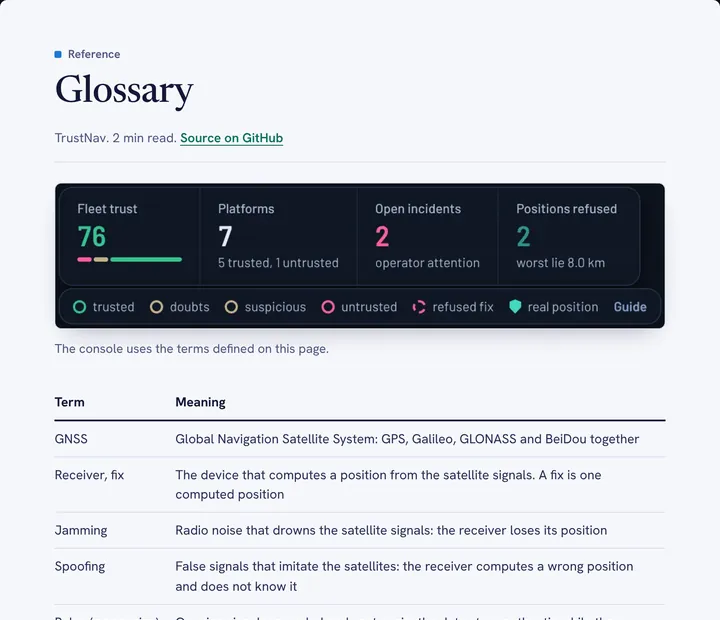 Reference
Glossary
TrustNav. 2 min read. Source on GitHub
Fleet trust
76
Platforms
7
5 trusted, 1 untrusted
Open incidents
2
operator attention
Positions refused
2
worst lie 8.0 km
trusted doubts suspicious untrusted refused fix real position Guide
The console uses the terms defined on this page.
Term Meaning
GNSS Global Navigation Satellite System: GPS, Galileo, GLONASS and BeiDou together
Receiver, fix The device that computes a position from the satellite signals. A fix is one
computed position
Jamming Radio noise that drowns the satellite signals: the receiver loses its position
Spoofing False signals that imitate the satellites: the receiver computes a wrong position
and does not know it